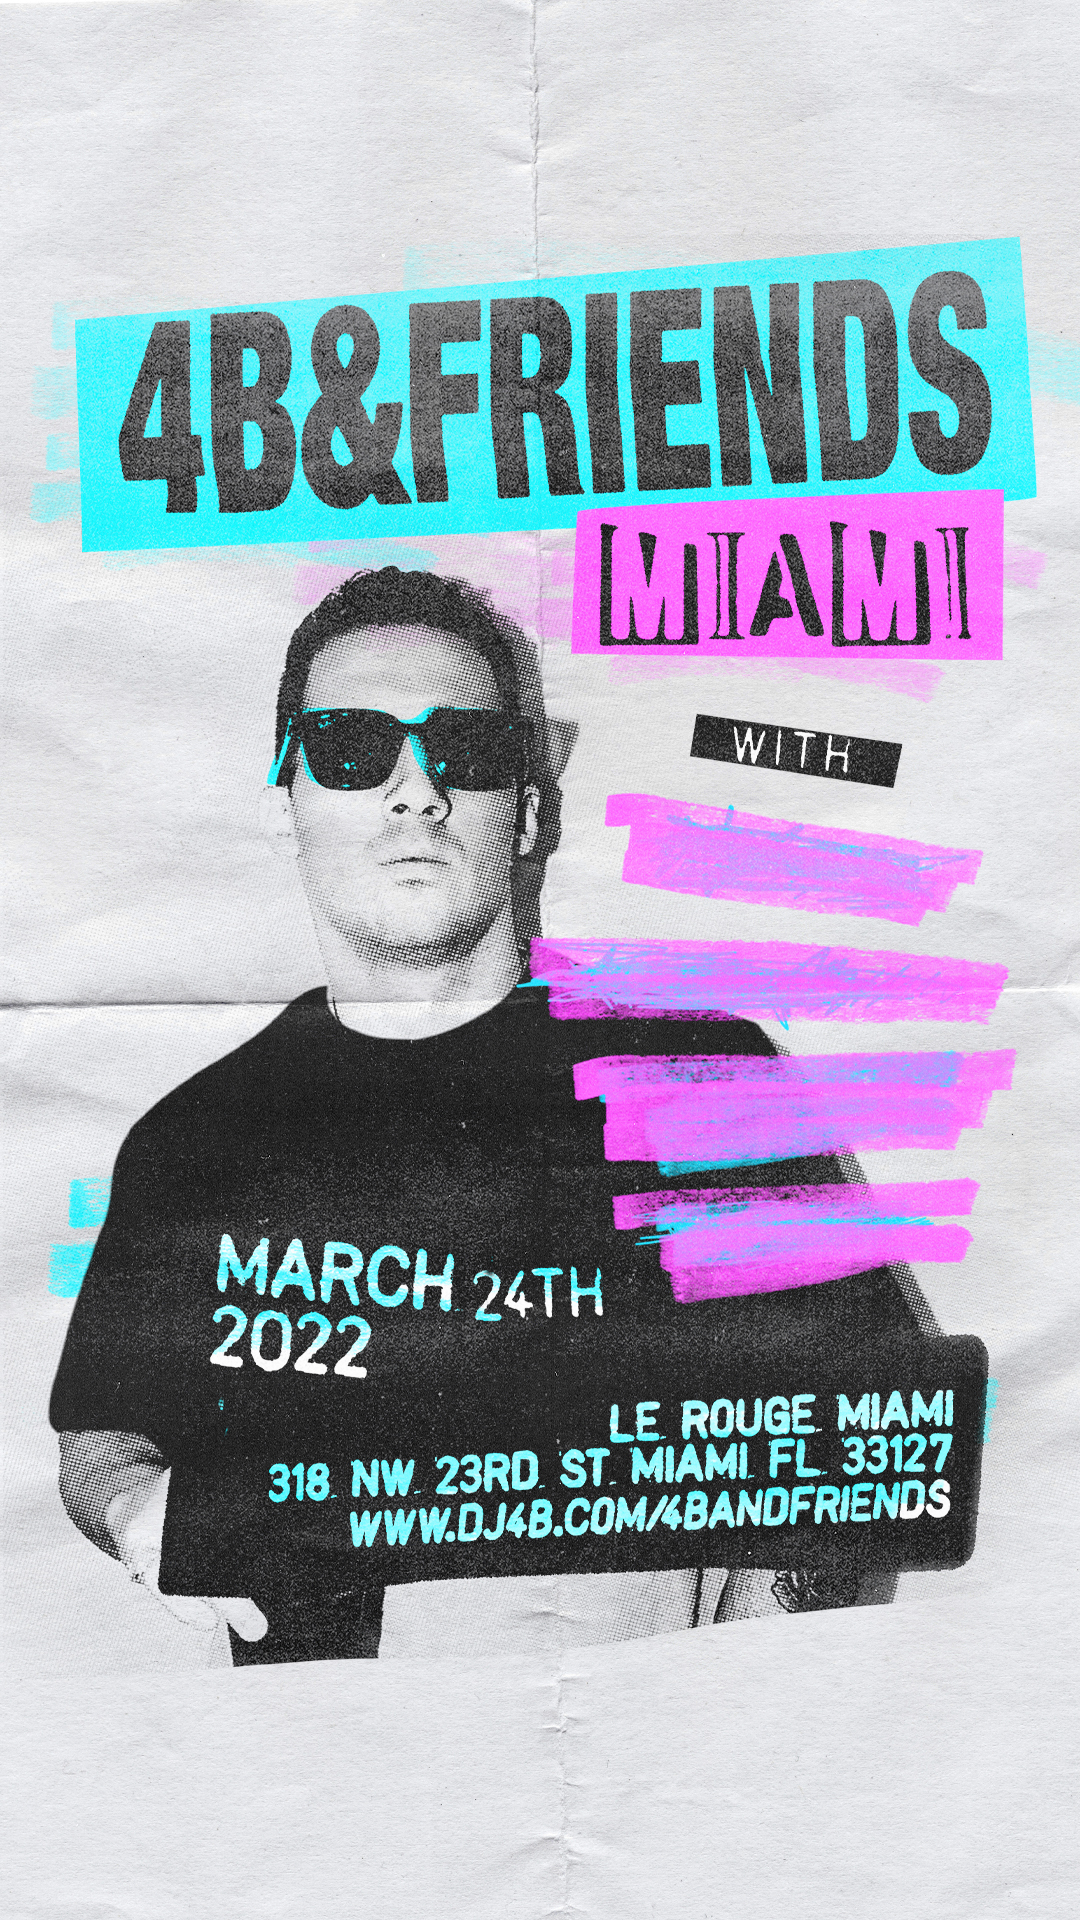 4B&FRIENDS
MIAMI
WITH
MARCH 24TH
2022
LE ROUGE MIAMI
318 NW 23RD ST MIAMI FL 33127
WWW.DJ4B.COM/4BANDFRIENDS